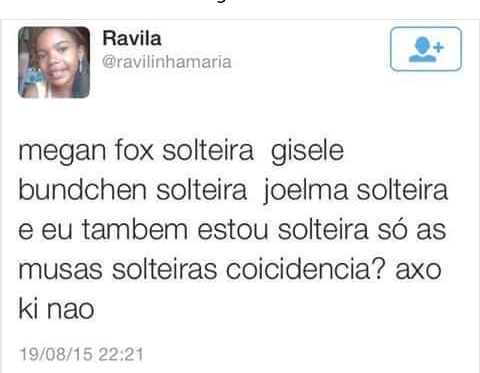 Ravila
@ravilinhamaria
megan fox solteira gisele
bundchen solteira joelma solteira
e eu tambem estou solteira só as
musas solteiras coicidencia? axo
ki nao
19/08/15 22:21